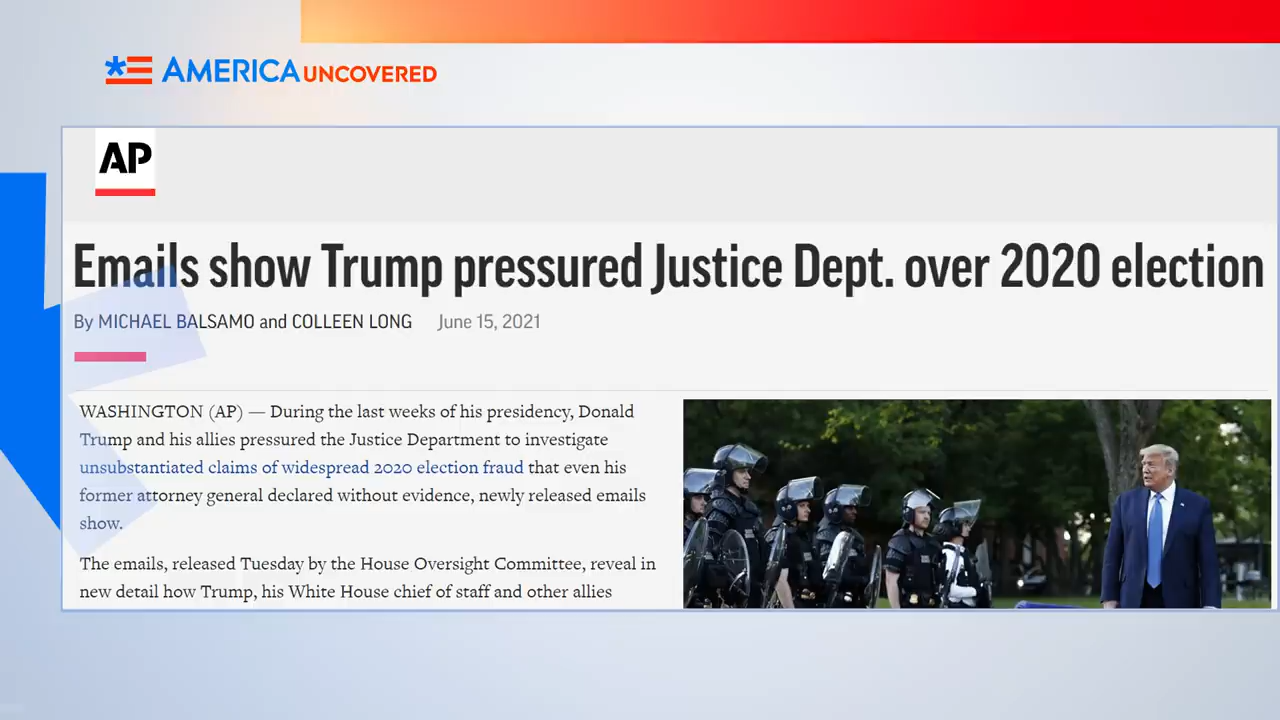 AMERICA UNCOVERED
AP
Emails show Trump pressured Justice Dept. over 2020 election
By MICHAEL BALSAMO and COLLEEN LONG June 15, 2021
WASHINGTON (AP) — During the last weeks of his presidency, Donald
Trump and his allies pressured the Justice Department to investigate
unsubstantiated claims of widespread 2020 election fraud that even his
former attorney general declared without evidence, newly released emails
show.
The emails, released Tuesday by the House Oversight Committee, reveal in
new detail how Trump, his White House chief of staff and other allies